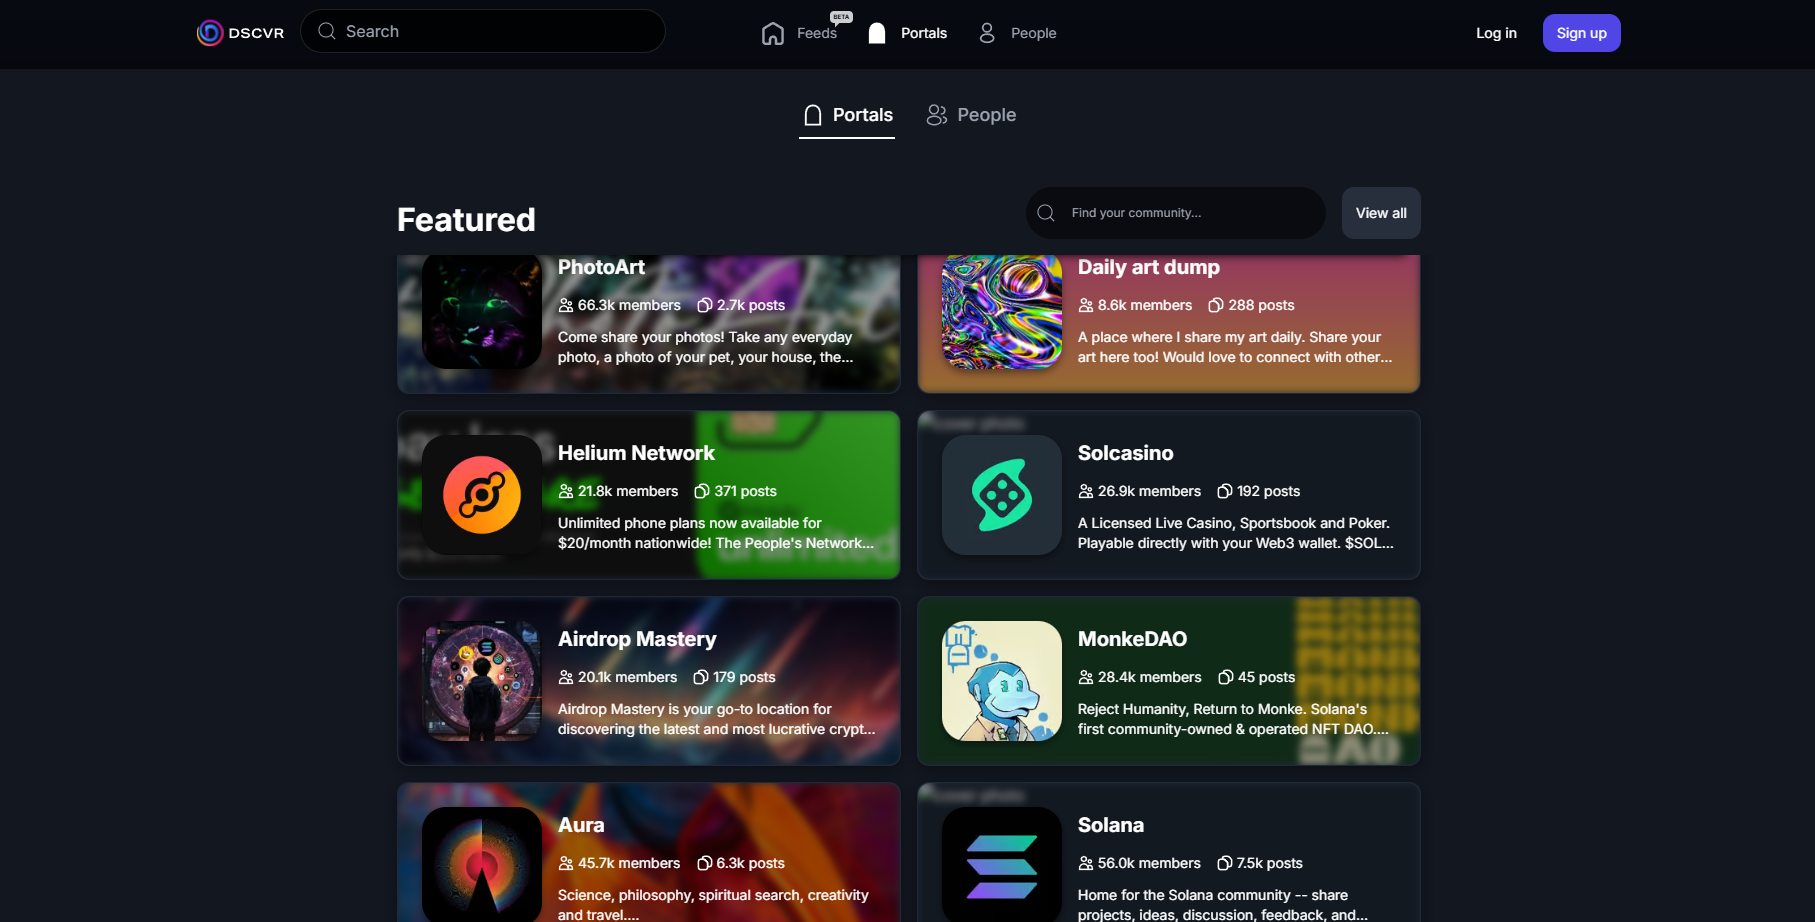 DSCVR
Search
Feeds
BETA
Portals
People
Log in
Sign up
Portals
People
Featured
Find your community...
View all
PhotoArt
66.3k members
2.7k posts
Come share your photos! Take any everyday
photo, a photo of your pet, your house, the...
Daily art dump
8.6k members
288 posts
A place where I share my art daily. Share your
art here too! Would love to connect with other...
Helium Network
21.8k members
371 posts
Unlimited phone plans now available for
$20/month nationwide! The People's Network...
unlimited
cover photo
Solcasino
26.9k members
192 posts
A Licensed Live Casino, Sportsbook and Poker.
Playable directly with your Web3 wallet. $SOL...
Airdrop Mastery
20.1k members
179 posts
Airdrop Mastery is your go-to location for
discovering the latest and most lucrative crypt...
MonkeDAO
28.4k members
45 posts
Reject Humanity, Return to Monke. Solana's
first community-owned & operated NFT DAO....
DAO
Aura
45.7k members
6.3k posts
Science, philosophy, spiritual search, creativity
and travel....
cover photo
Solana
56.0k members
7.5k posts
Home for the Solana community -- share
projects, ideas, discussion, feedback, and...